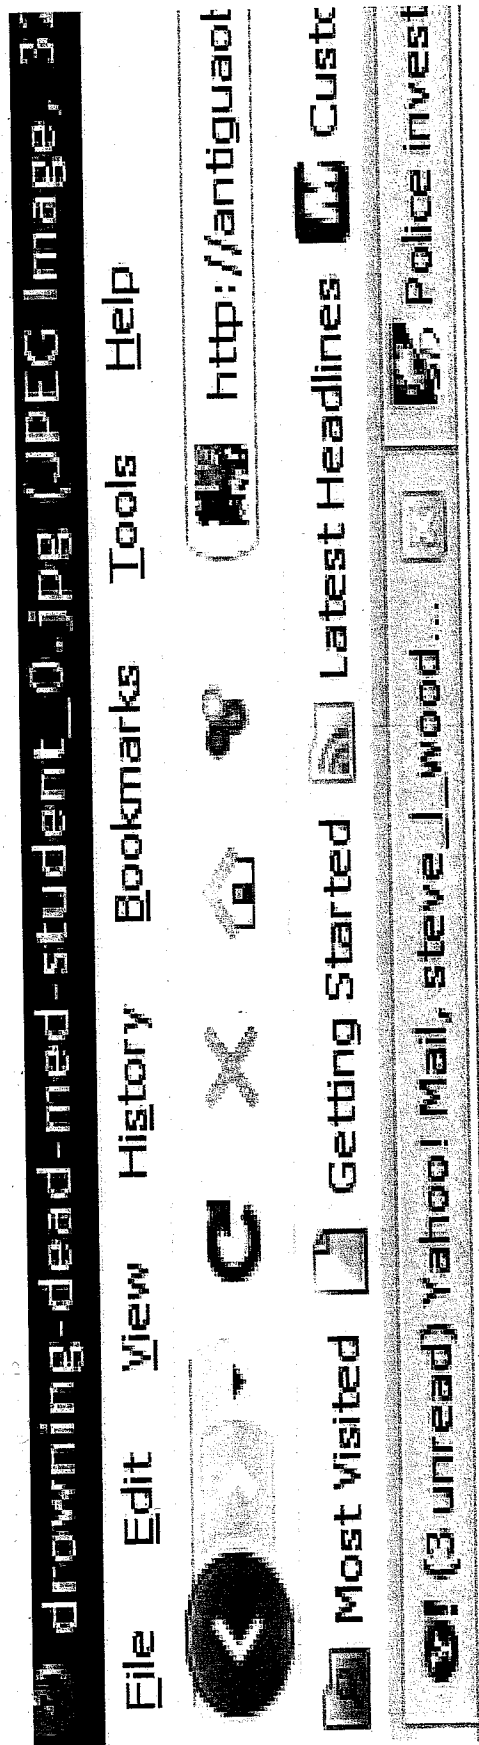 drowning-dead-med-student_0.jpg (JPEG Image, 3
File Edit View History Bookmarks Tools Help
http://antiguaob
Most Visited Getting Started Latest Headlines Custo
(3 unread) Yahoo! Mail, steve_l_wood... Police invest